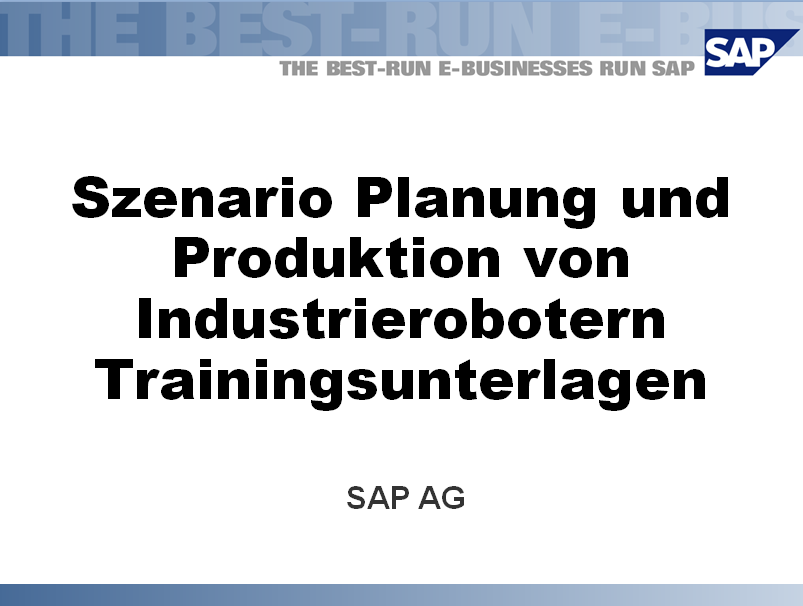 THE BEST-RUN E-BUS
THE BEST-RUN E-BUSINESSES RUN SAP
SAP
Szenario Planung und
Produktion von
Industrierobotern
Trainingsunterlagen
SAP AG